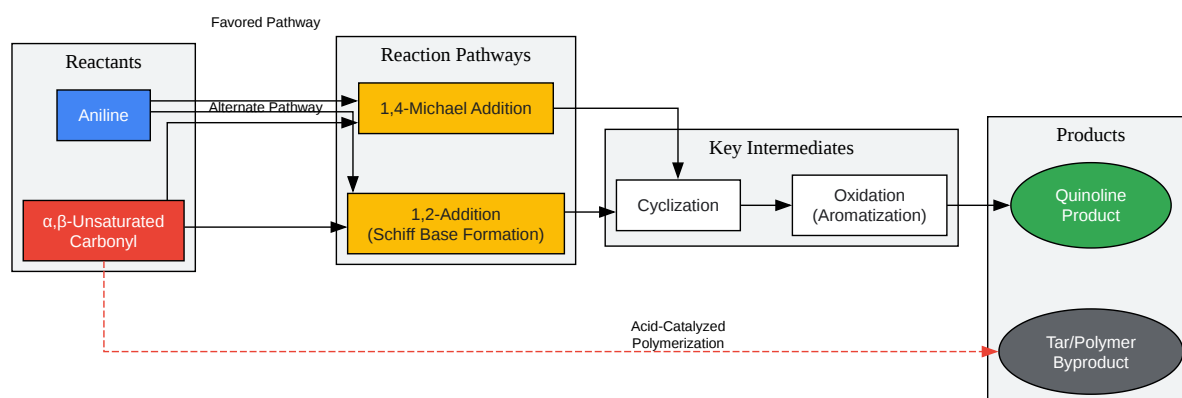 Favored Pathway
Reactants
Reaction Pathways
Aniline
Alternate Pathway
1,4-Michael Addition
Key Intermediates
Products
α,β-Unsaturated
Carbonyl
1,2-Addition
(Schiff Base Formation)
Cyclization
Oxidation
(Aromatization)
Quinoline
Product
Acid-Catalyzed
Polymerization
Tar/Polymer
Byproduct